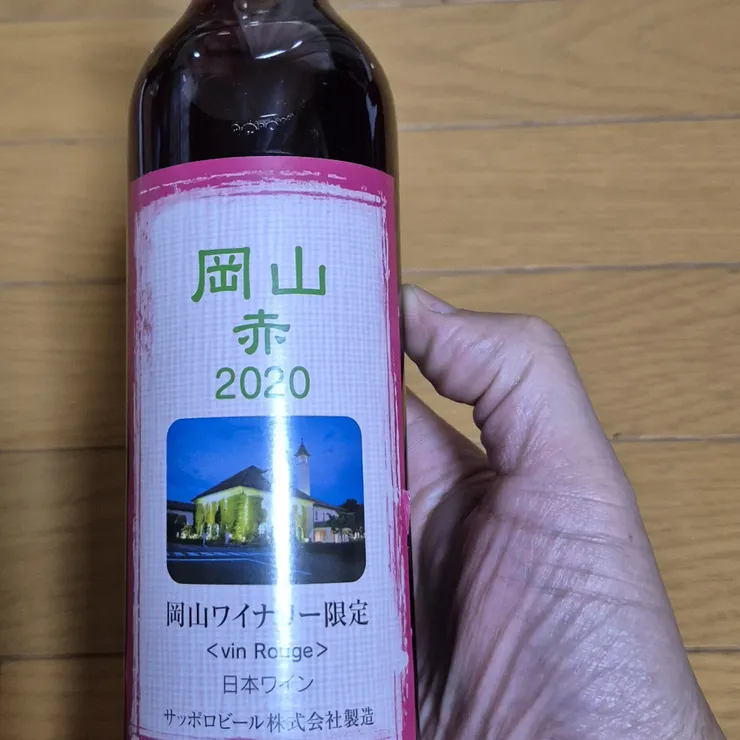 岡山
赤
2020
岡山ワイナリー限定
<vin Rouge>
日本ワイン
サッポロビール株式会社製造